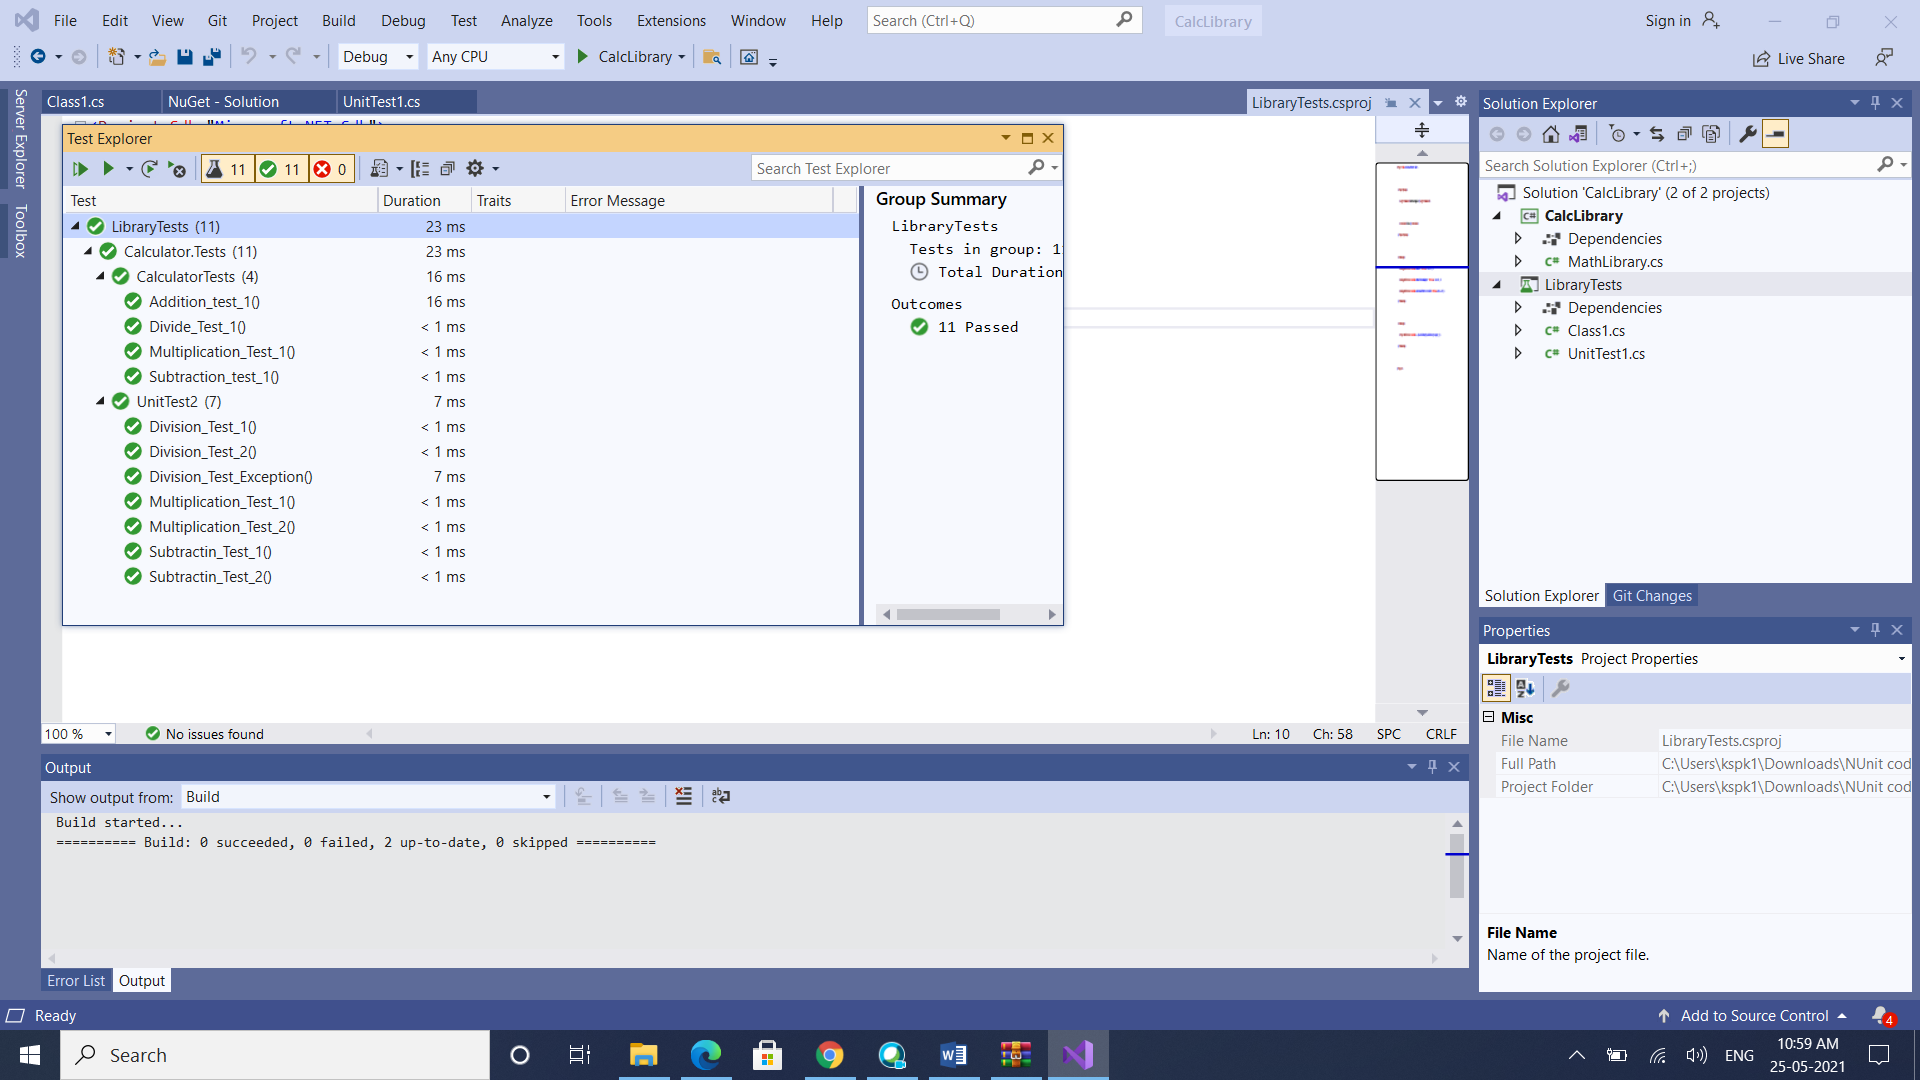 File Edit View Git Project Build Debug Test Analyze Tools Extensions Window Help Search (Ctrl+Q) CalcLibrary Sign in
Debug Any CPU CalcLibrary Live Share
Server Explorer
Toolbox
Class1.cs NuGet - Solution UnitTest1.cs LibraryTests.csproj
Test Explorer
11 11 0 Search Test Explorer
Test Duration Traits Error Message
LibraryTests (11) 23 ms
Calculator.Tests (11) 23 ms
CalculatorTests (4) 16 ms
Addition_test_1() 16 ms
Divide_Test_1() < 1 ms
Multiplication_Test_1() < 1 ms
Subtraction_test_1() < 1 ms
UnitTest2 (7) 7 ms
Division_Test_1() < 1 ms
Division_Test_2() < 1 ms
Division_Test_Exception() 7 ms
Multiplication_Test_1() < 1 ms
Multiplication_Test_2() < 1 ms
Subtractin_Test_1() < 1 ms
Subtractin_Test_2() < 1 ms
Group Summary
LibraryTests
Tests in group: 1
Total Duration
Outcomes
11 Passed
100 % No issues found Ln: 10 Ch: 58 SPC CRLF
Output
Show output from: Build
Build started...
========== Build: 0 succeeded, 0 failed, 2 up-to-date, 0 skipped ==========
Error List Output
Solution Explorer
Search Solution Explorer (Ctrl+;)
Solution 'CalcLibrary' (2 of 2 projects)
CalcLibrary
Dependencies
MathLibrary.cs
LibraryTests
Dependencies
Class1.cs
UnitTest1.cs
Solution Explorer Git Changes
Properties
LibraryTests Project Properties
Misc
File Name LibraryTests.csproj
Full Path C:\Users\kspk1\Downloads\NUnit cod
Project Folder C:\Users\kspk1\Downloads\NUnit cod
File Name
Name of the project file.
Ready Add to Source Control 4
Search ENG 10:59 AM
25-05-2021